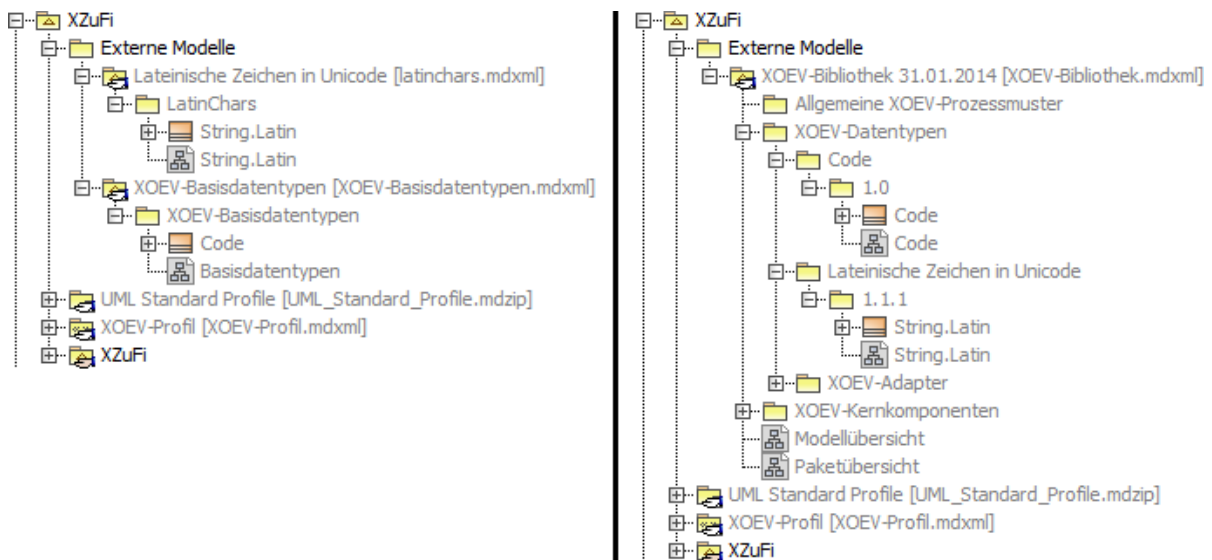 XZuFi
Externe Modelle
Lateinische Zeichen in Unicode [latinchars.mdxml]
LatinChars
String.Latin
String.Latin
XOEV-Basisdatentypen [XOEV-Basisdatentypen.mdxml]
XOEV-Basisdatentypen
Code
Basisdatentypen
UML Standard Profile [UML_Standard_Profile.mdzip]
XOEV-Profil [XOEV-Profil.mdxml]
XZuFi
XZuFi
Externe Modelle
XOEV-Bibliothek 31.01.2014 [XOEV-Bibliothek.mdxml]
Allgemeine XOEV-Prozessmuster
XOEV-Datentypen
Code
1.0
Code
Code
Lateinische Zeichen in Unicode
1.1.1
String.Latin
String.Latin
XOEV-Adapter
XOEV-Kernkomponenten
Modellübersicht
Paketübersicht
UML Standard Profile [UML_Standard_Profile.mdzip]
XOEV-Profil [XOEV-Profil.mdxml]
XZuFi